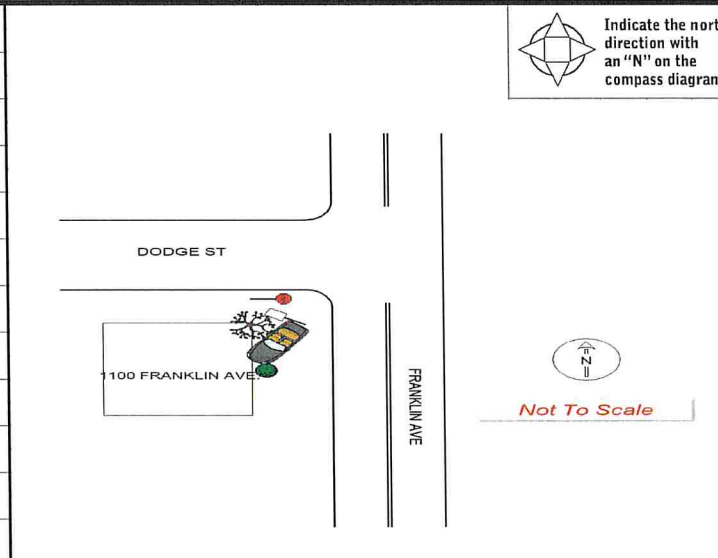 Indicate the nort
direction with
an "N" on the
compass diagran
DODGE ST
1100 FRANKLIN AVE.
FRANKLIN AVE
N
Not To Scale